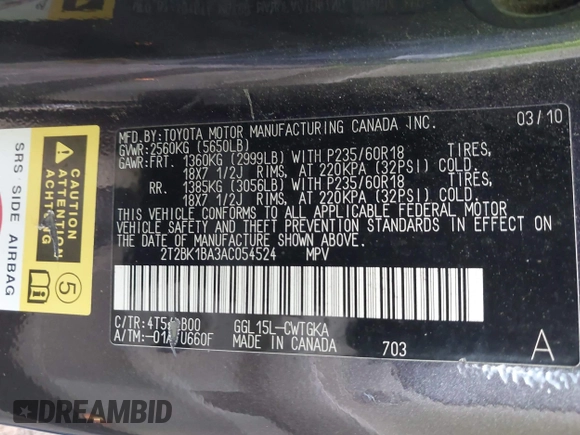 MFD.BY:TOYOTA MOTOR MANUFACTURING CANADA INC. 03/10
GVWR:2560KG (5650LB)
GAWR:FRT. 1360KG (2999LB) WITH P235/60R18 TIRES,
18X7 1/2J RIMS, AT 220KPA (32PSI) COLD.
RR. 1385KG (3056LB) WITH P235/60R18 TIRES,
18X7 1/2J RIMS, AT 220KPA (32PSI) COLD.
THIS VEHICLE CONFORMS TO ALL APPLICABLE FEDERAL MOTOR
VEHICLE SAFETY AND THEFT PREVENTION STANDARDS IN EFFECT ON
THE DATE OF MANUFACTURE SHOWN ABOVE.
2T2BK1BA3AC054524 MPV
C/TR: GGL15L-CWTGKA
A/TM: MADE IN CANADA 703 A
SRS SIDE AIRBAG
CAUTION
ATTENTION
ACHTUNG
5
DREAMBID